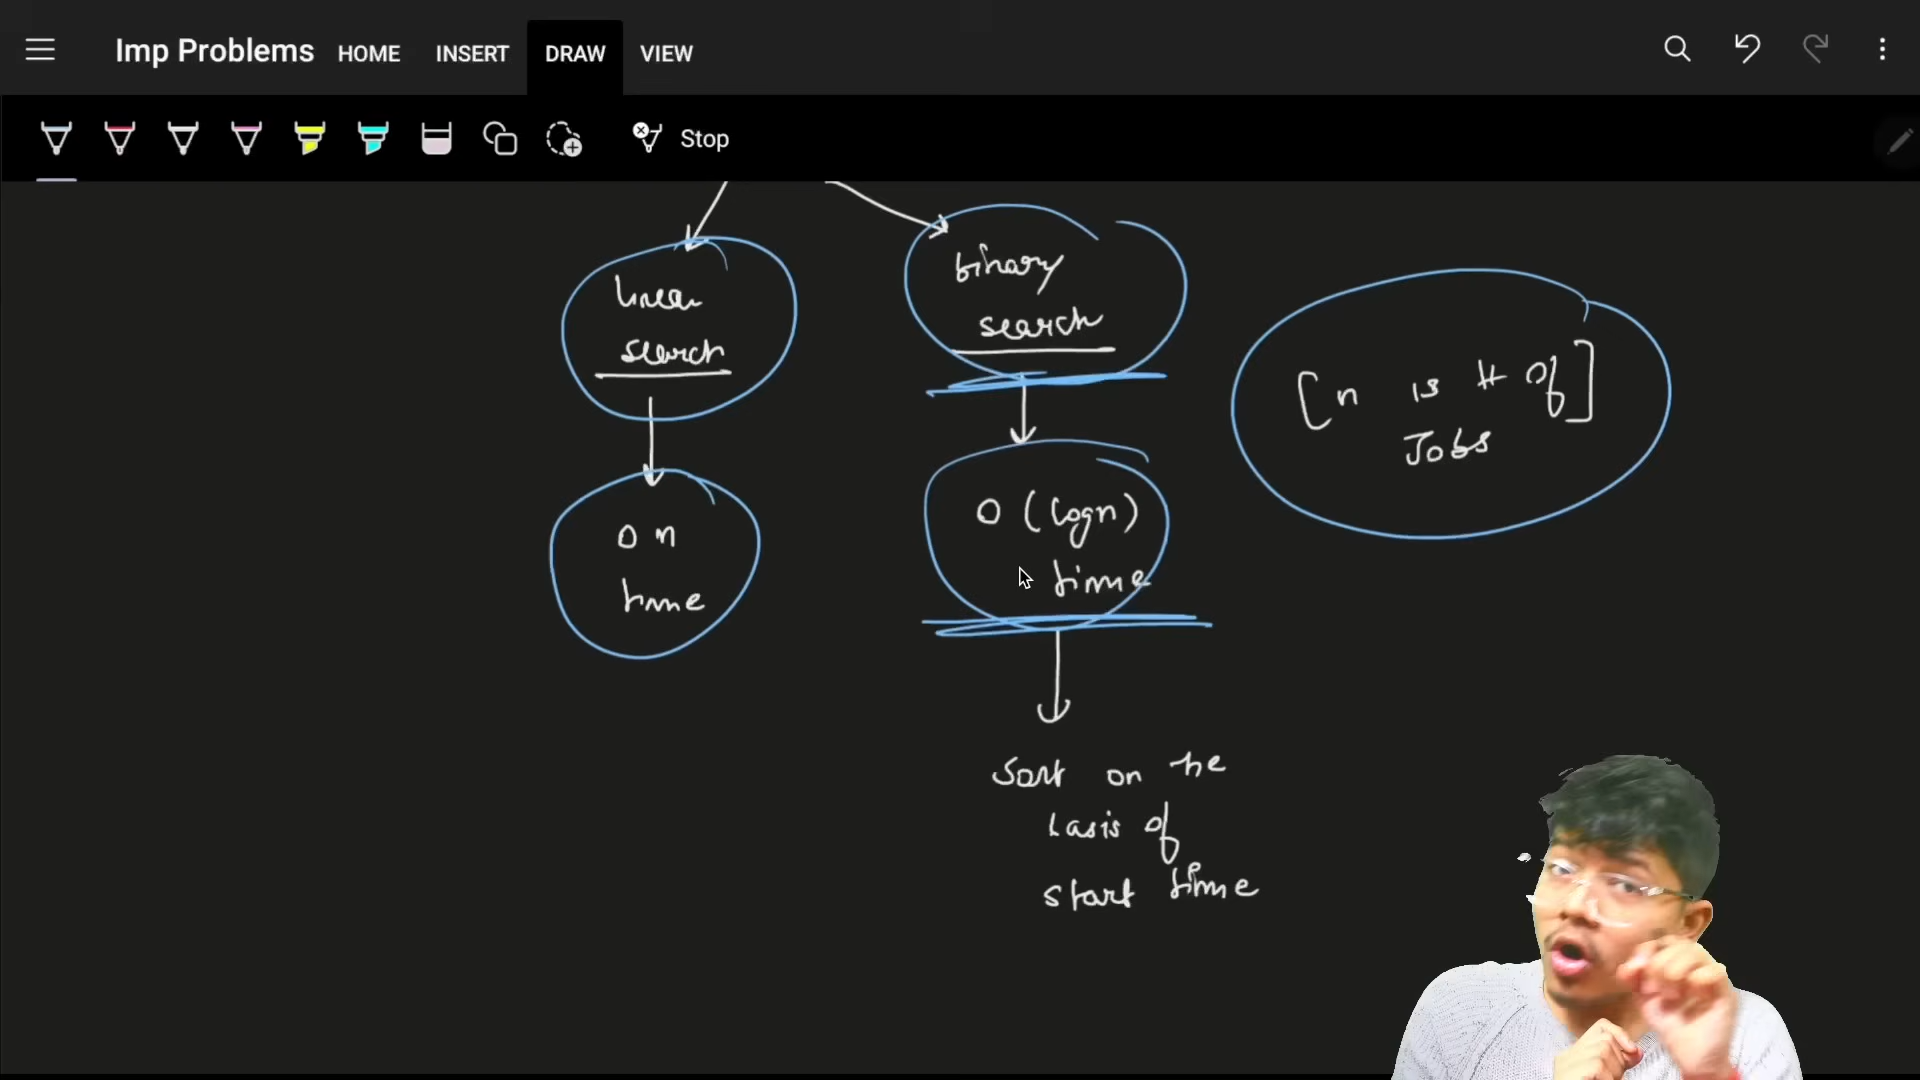 Imp Problems HOME INSERT DRAW VIEW
Stop
linear
search
binary
search
[n is # of]
Jobs
O n
time
O (logn)
time
Sort on the
basis of
start time